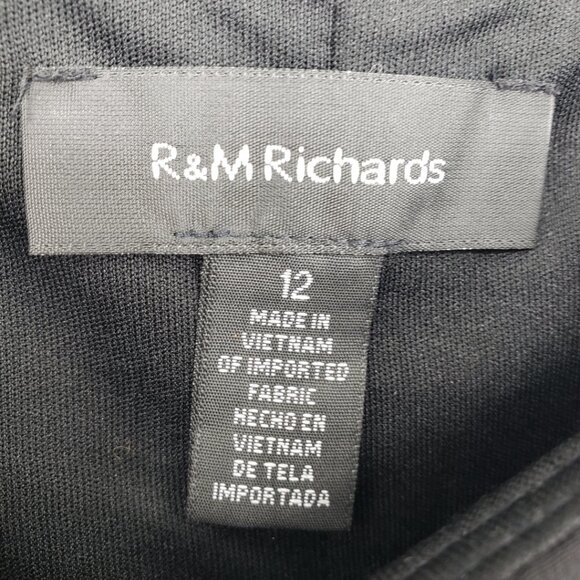 R&M Richards
12
MADE IN
VIETNAM
OF IMPORTED
FABRIC
HECHO EN
VIETNAM
DE TELA
IMPORTADA